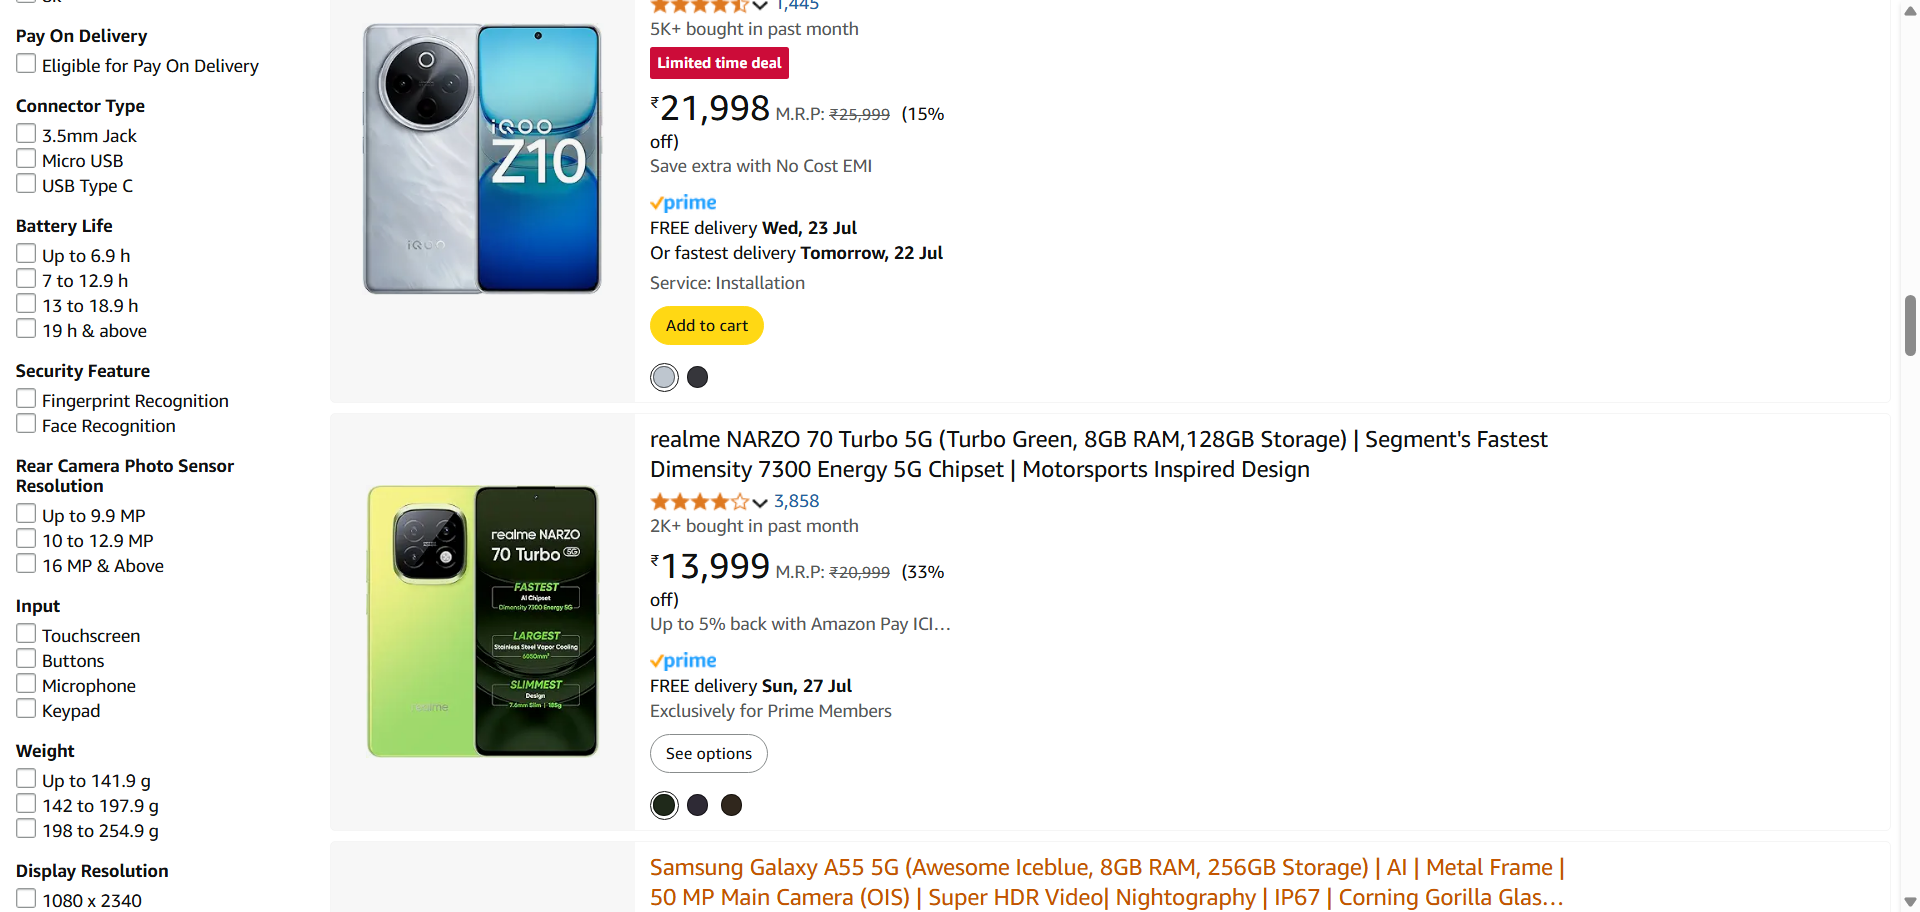 Pay On Delivery
Eligible for Pay On Delivery
Connector Type
3.5mm Jack
Micro USB
USB Type C
Battery Life
Up to 6.9 h
7 to 12.9 h
13 to 18.9 h
19 h & above
Security Feature
Fingerprint Recognition
Face Recognition
Rear Camera Photo Sensor
Resolution
Up to 9.9 MP
10 to 12.9 MP
16 MP & Above
Input
Touchscreen
Buttons
Microphone
Keypad
Weight
Up to 141.9 g
142 to 197.9 g
198 to 254.9 g
Display Resolution
1080 x 2340
iQOO
Z10
iQOO
1,445
5K+ bought in past month
Limited time deal
₹21,998 M.R.P: ₹25,999 (15%
off)
Save extra with No Cost EMI
prime
FREE delivery Wed, 23 Jul
Or fastest delivery Tomorrow, 22 Jul
Service: Installation
Add to cart
realme NARZO
70 Turbo 5G
FASTEST
AI Chipset
Dimensity 7300 Energy 5G
LARGEST
Stainless Steel Vapor Cooling
6050mm²
SLIMMEST
Design
7.6mm Slim | 185g
realme
realme NARZO 70 Turbo 5G (Turbo Green, 8GB RAM,128GB Storage) | Segment's Fastest
Dimensity 7300 Energy 5G Chipset | Motorsports Inspired Design
3,858
2K+ bought in past month
₹13,999 M.R.P: ₹20,999 (33%
off)
Up to 5% back with Amazon Pay ICI…
prime
FREE delivery Sun, 27 Jul
Exclusively for Prime Members
See options
Samsung Galaxy A55 5G (Awesome Iceblue, 8GB RAM, 256GB Storage) | AI | Metal Frame |
50 MP Main Camera (OIS) | Super HDR Video| Nightography | IP67 | Corning Gorilla Glas…